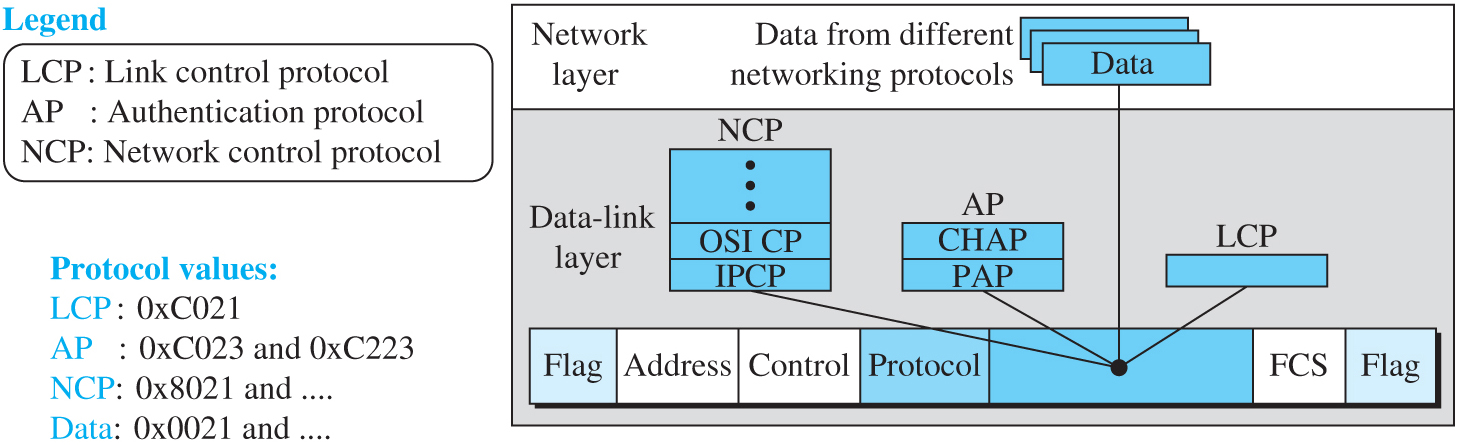 Legend
LCP : Link control protocol
AP : Authentication protocol
NCP: Network control protocol
Protocol values:
LCP : 0xC021
AP : 0xC023 and 0xC223
NCP: 0x8021 and ....
Data: 0x0021 and ....
Network
layer
Data from different
networking protocols
Data
Data-link
layer
NCP
OSI CP
IPCP
AP
CHAP
PAP
LCP
Flag Address Control Protocol FCS Flag